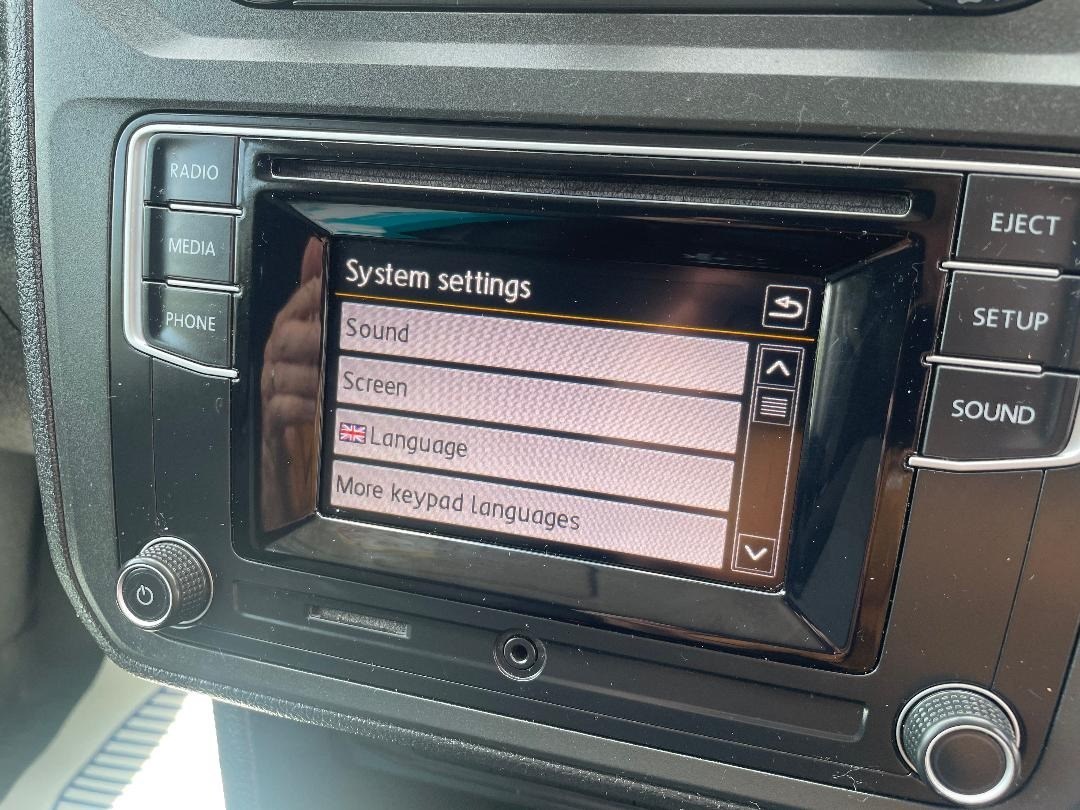 RADIO
MEDIA
PHONE
System settings
Sound
Screen
Language
More keypad languages
EJECT
SETUP
SOUND